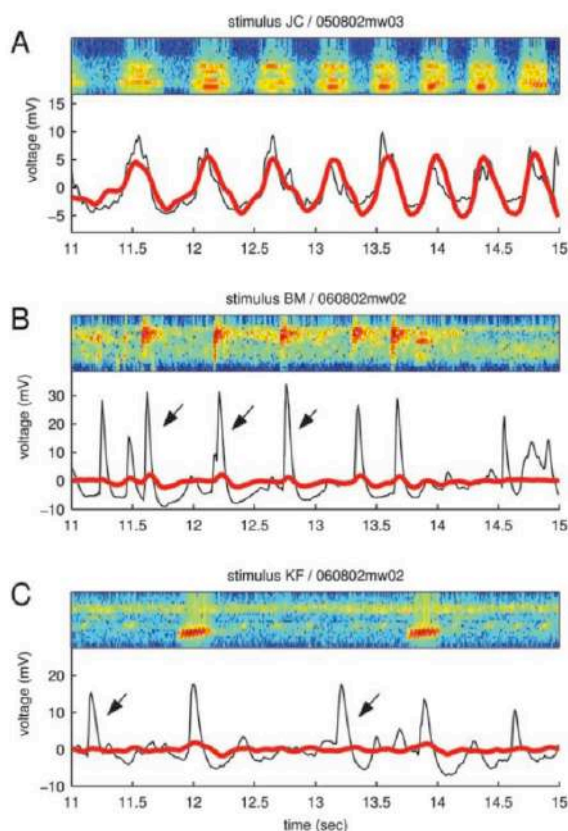 A
stimulus JC / 050802mw03
voltage (mV)
15
10
5
0
−5
11 11.5 12 12.5 13 13.5 14 14.5 15
B
stimulus BM / 060802mw02
voltage (mV)
30
20
10
0
−10
11 11.5 12 12.5 13 13.5 14 14.5 15
C
stimulus KF / 060802mw02
voltage (mV)
20
10
0
−10
11 11.5 12 12.5 13 13.5 14 14.5 15
time (sec)